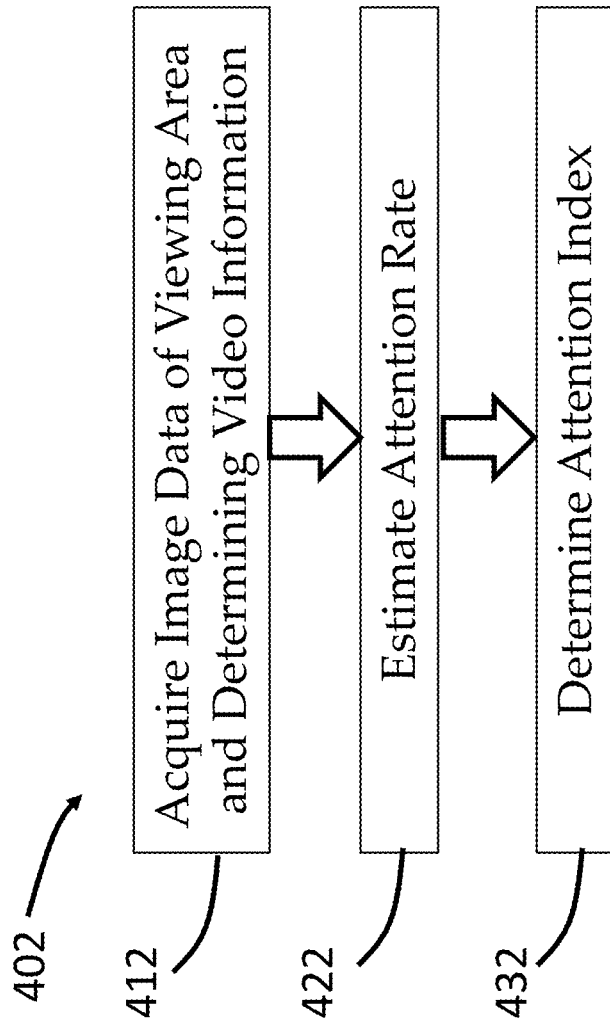 402
412
Acquire Image Data of Viewing Area
and Determining Video Information
422
Estimate Attention Rate
432
Determine Attention Index